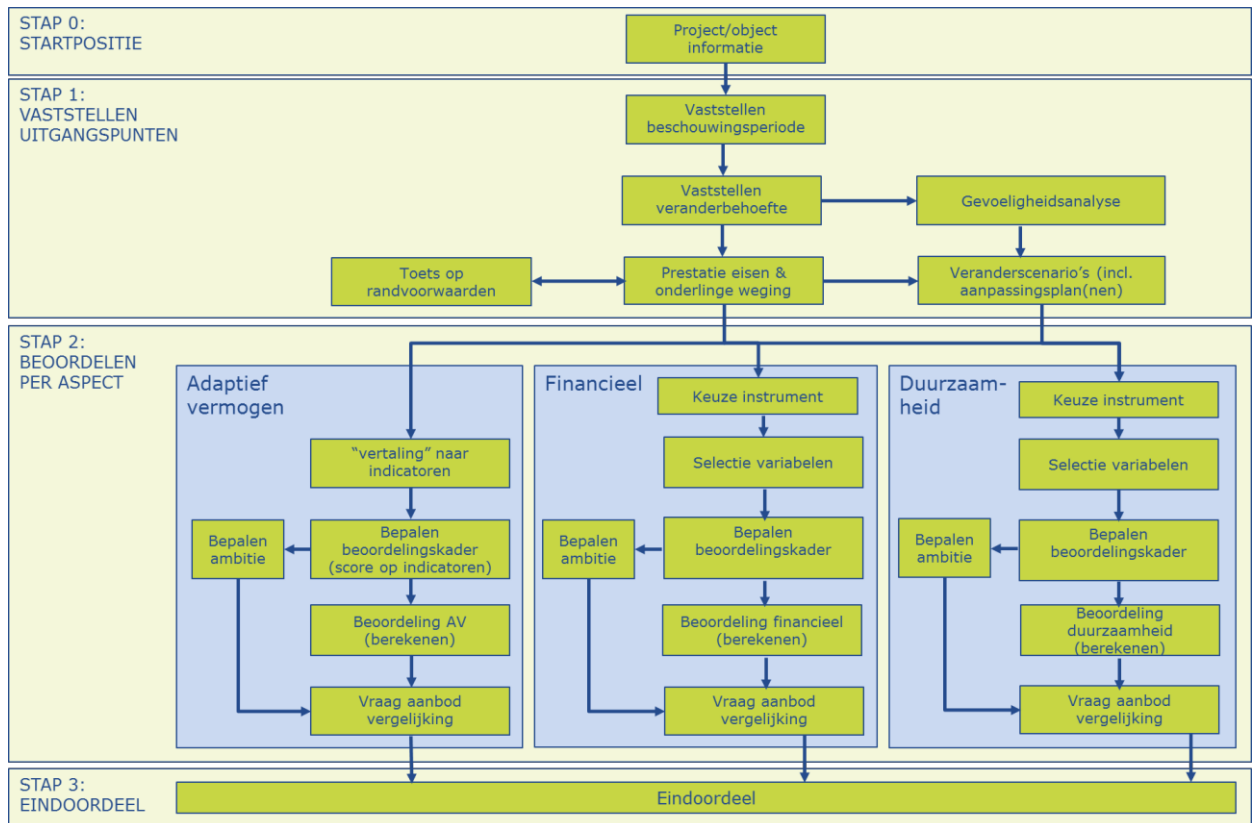 STAP 0:
STARTPOSITIE
Project/object
informatie
STAP 1:
VASTSTELLEN
UITGANGSPUNTEN
Vaststellen
beschouwingsperiode
Vaststellen
veranderbehoefte
Gevoeligheidsanalyse
Toets op
randvoorwaarden
Prestatie eisen &
onderlinge weging
Veranderscenario's (incl.
aanpassingsplan(nen)
STAP 2:
BEOORDELEN
PER ASPECT
Adaptief
vermogen
"vertaling" naar
indicatoren
Bepalen
ambitie
Bepalen
beoordelingskader
(score op indicatoren)
Beoordeling AV
(berekenen)
Vraag aanbod
vergelijking
Financieel
Keuze instrument
Selectie variabelen
Bepalen
ambitie
Bepalen
beoordelingskader
Beoordeling financieel
(berekenen)
Vraag aanbod
vergelijking
Duurzaam-
heid
Keuze instrument
Selectie variabelen
Bepalen
ambitie
Bepalen
beoordelingskader
Beoordeling
duurzaamheid
(berekenen)
Vraag aanbod
vergelijking
STAP 3:
EINDOORDEEL
Eindoordeel